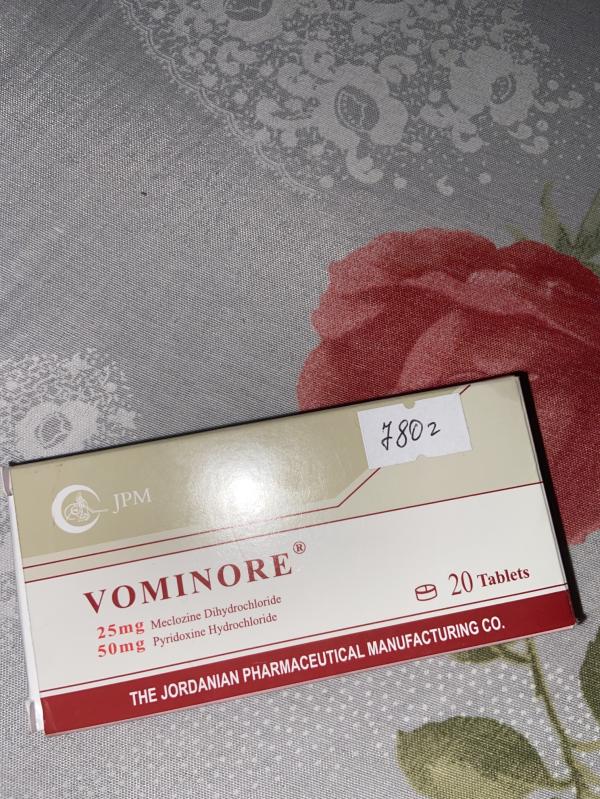 780₂
JPM
VOMINORE®
25mg Meclozine Dihydrochloride
50mg Pyridoxine Hydrochloride
20 Tablets
THE JORDANIAN PHARMACEUTICAL MANUFACTURING CO.